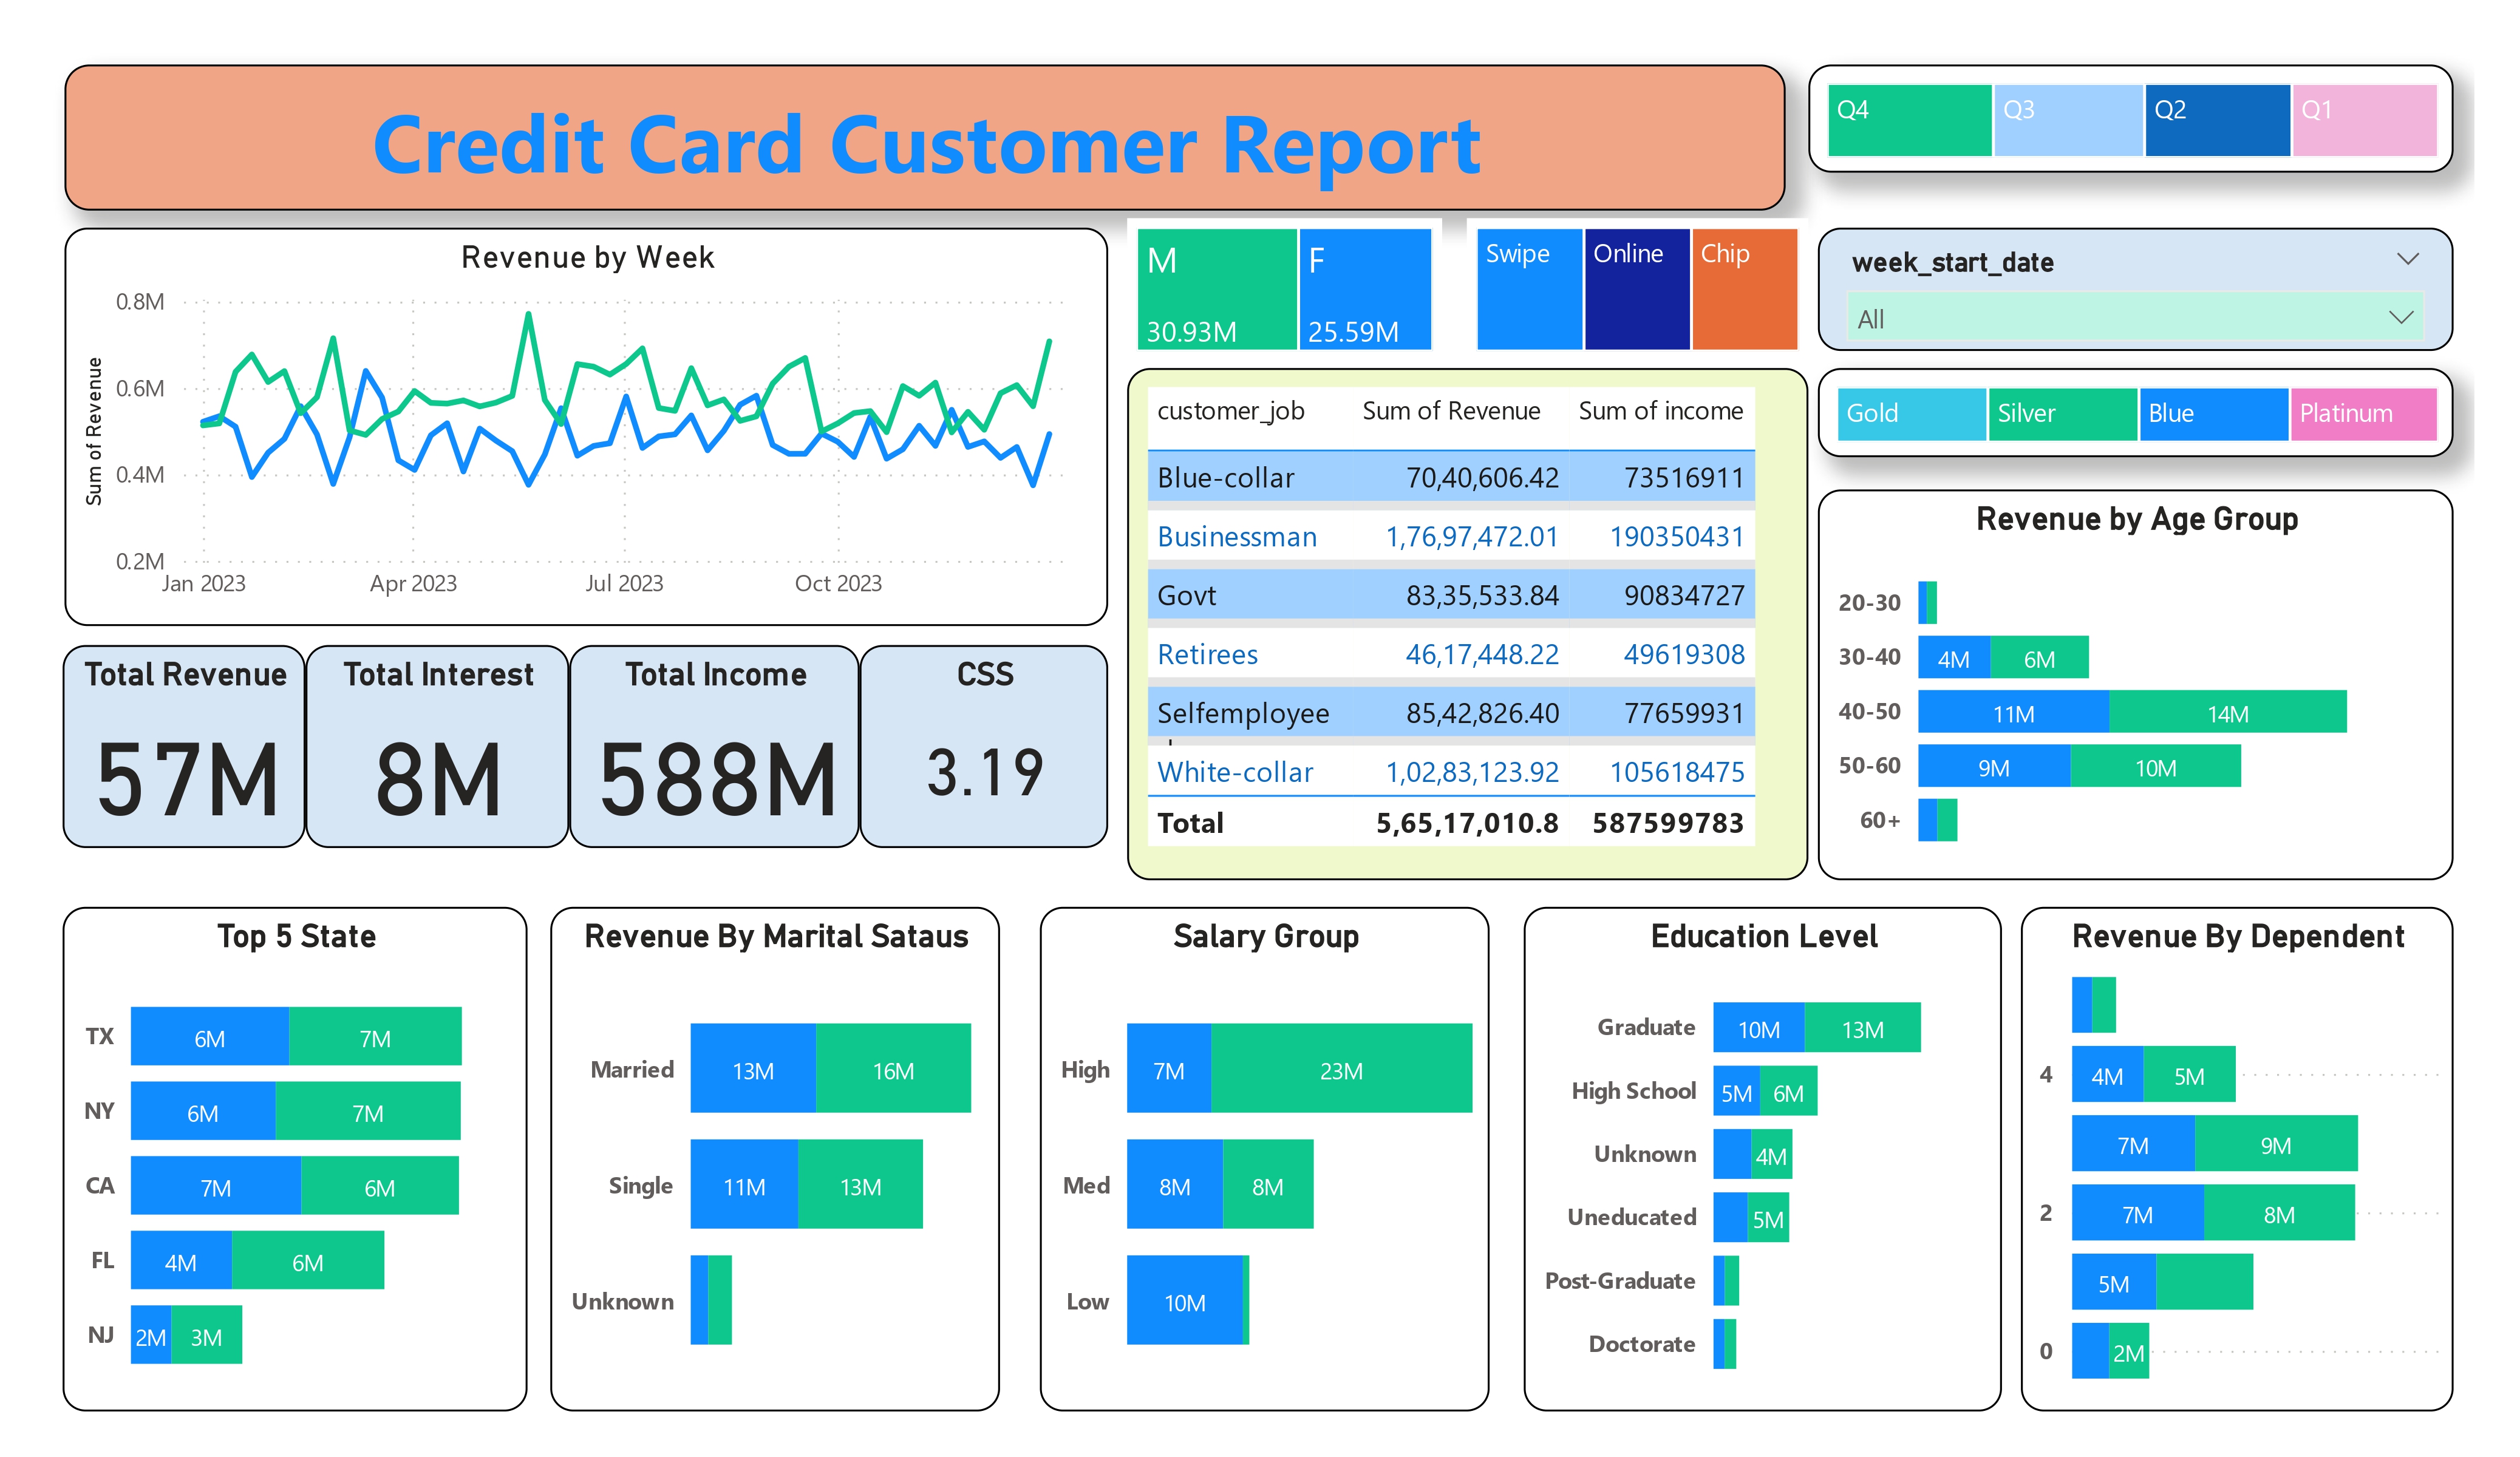 Credit Card Customer Report
Q4 Q3 Q2 Q1
Revenue by Week
Sum of Revenue
0.8M
0.6M
0.4M
0.2M
Jan 2023 Apr 2023 Jul 2023 Oct 2023
M F
30.93M 25.59M
Swipe Online Chip
week_start_date
All
Gold Silver Blue Platinum
customer_job Sum of Revenue Sum of income
Blue-collar 70,40,606.42 73516911
Businessman 1,76,97,472.01 190350431
Govt 83,35,533.84 90834727
Retirees 46,17,448.22 49619308
Selfemployee 85,42,826.40 77659931
White-collar 1,02,83,123.92 105618475
Total 5,65,17,010.8 587599783
Revenue by Age Group
20-30
30-40 4M 6M
40-50 11M 14M
50-60 9M 10M
60+
Total Revenue
57M
Total Interest
8M
Total Income
588M
CSS
3.19
Top 5 State
TX 6M 7M
NY 6M 7M
CA 7M 6M
FL 4M 6M
NJ 2M 3M
Revenue By Marital Sataus
Married 13M 16M
Single 11M 13M
Unknown
Salary Group
High 7M 23M
Med 8M 8M
Low 10M
Education Level
Graduate 10M 13M
High School 5M 6M
Unknown 4M
Uneducated 5M
Post-Graduate
Doctorate
Revenue By Dependent
4 4M 5M
7M 9M
2 7M 8M
5M
0 2M